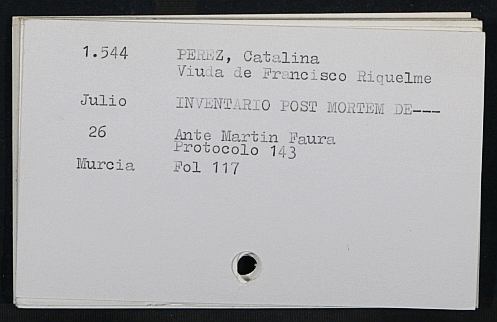 1.544 PEREZ, Catalina
Viuda de Francisco Riquelme
Julio INVENTARIO POST MORTEM DE---
26 Ante Martin Faura
Protocolo 143
Murcia Fol 117